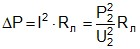 ΔP = I² · Rл = P₂²/U₂² Rл